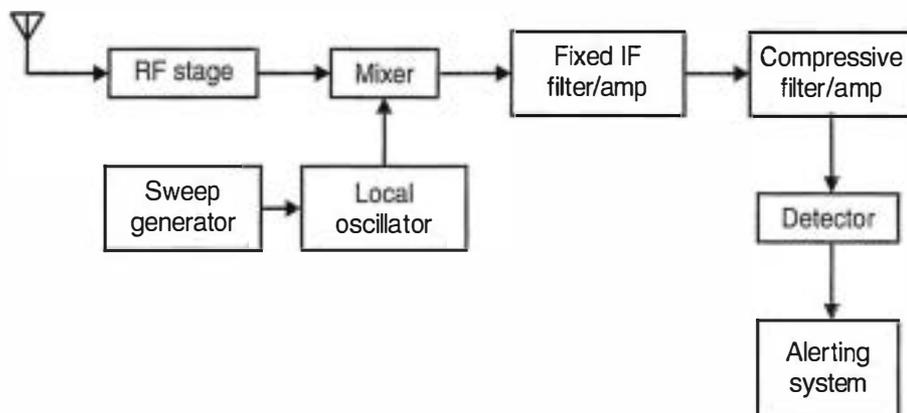 RF stage
Mixer
Fixed IF
filter/amp
Compressive
filter/amp
Sweep
generator
Local
oscillator
Detector
Alerting
system